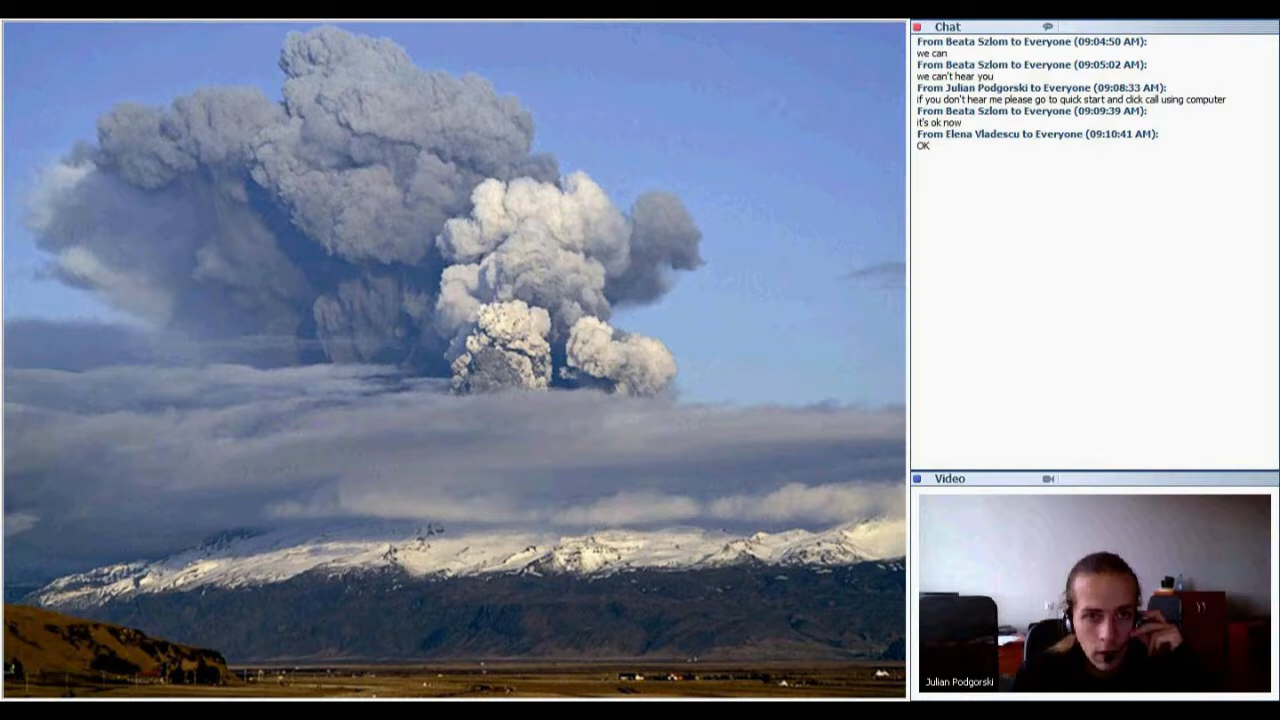 Chat
From Beata Szlom to Everyone (09:04:50 AM):
we can
From Beata Szlom to Everyone (09:05:02 AM):
we can't hear you
From Julian Podgorski to Everyone (09:08:33 AM):
if you don't hear me please go to quick start and click call using computer
From Beata Szlom to Everyone (09:09:39 AM):
it's ok now
From Elena Vladescu to Everyone (09:10:41 AM):
OK
Video
Julian Podgorski